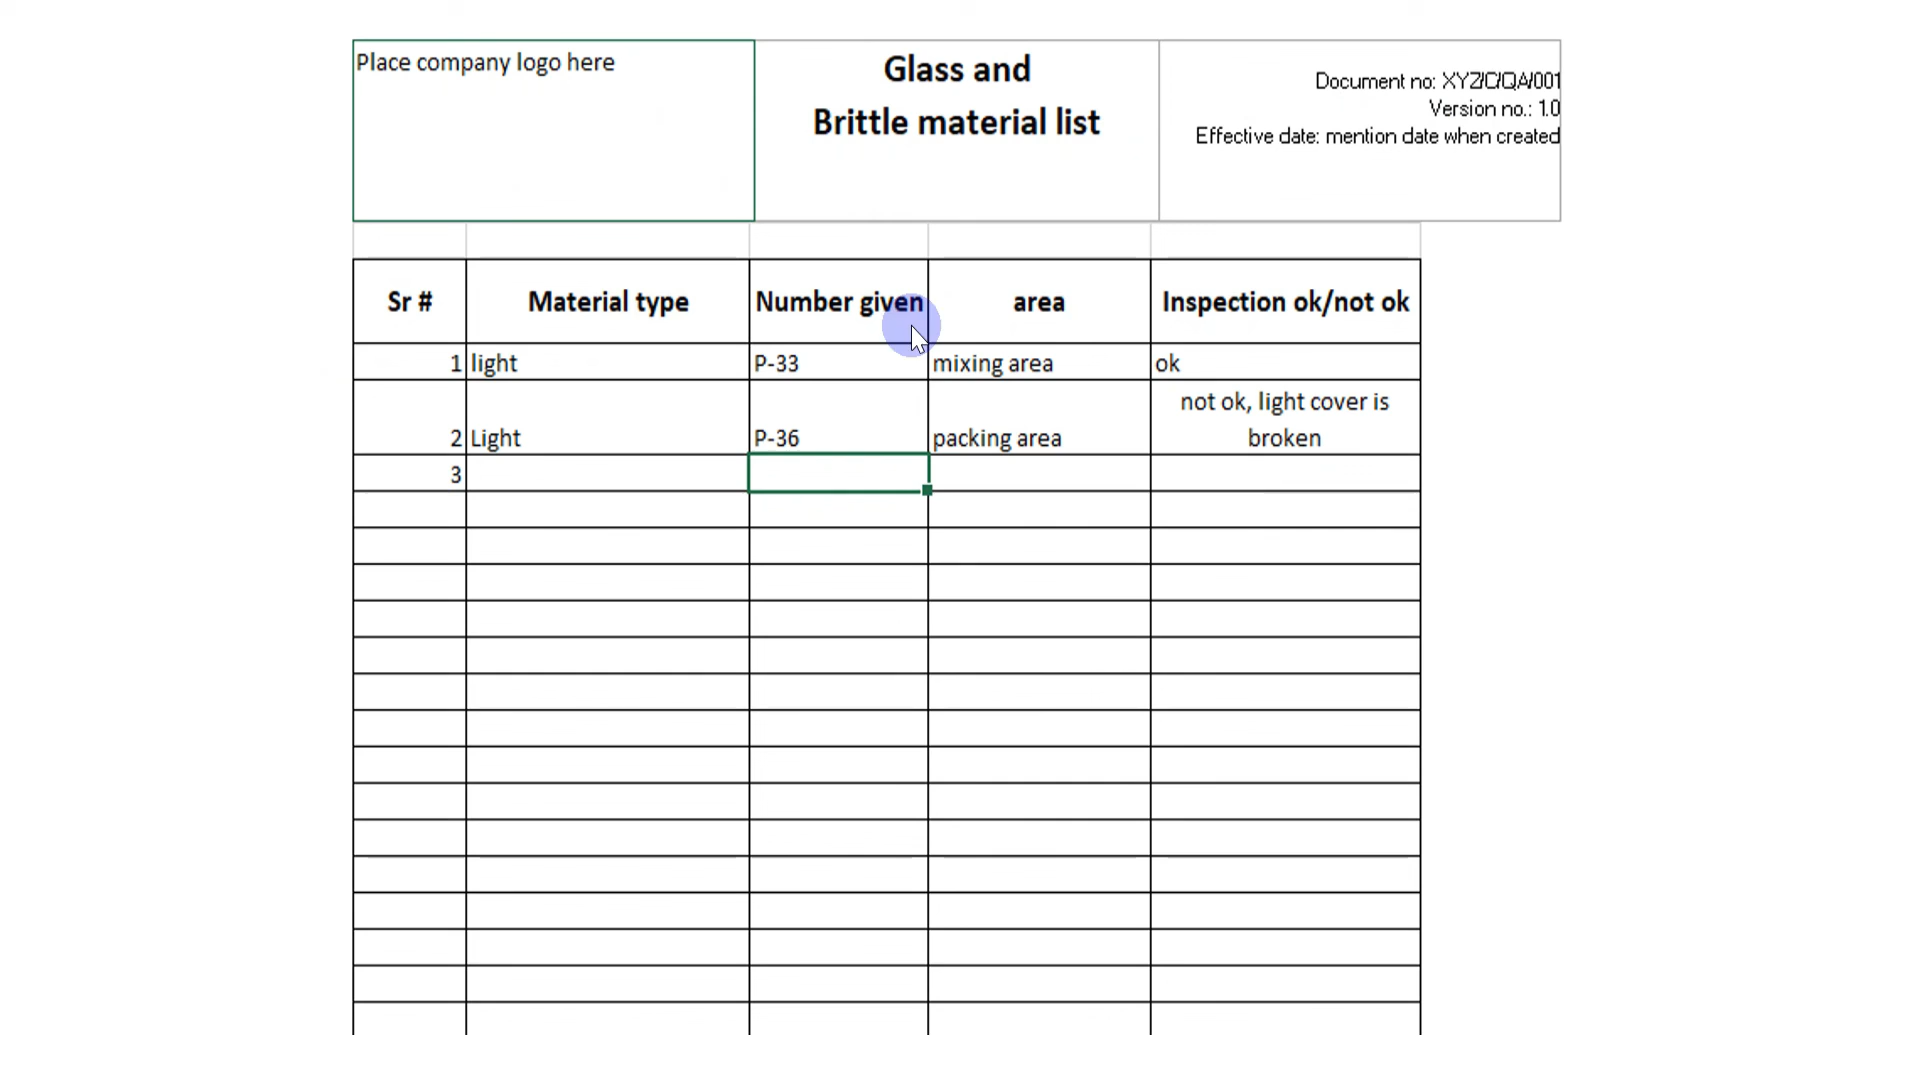 Place company logo here
Glass and
Brittle material list
Document no: XYZ/C/QA/001
Version no.: 1.0
Effective date: mention date when created
Sr # Material type Number given area Inspection ok/not ok
1 light P-33 mixing area ok
not ok, light cover is
2 Light P-36 packing area broken
3